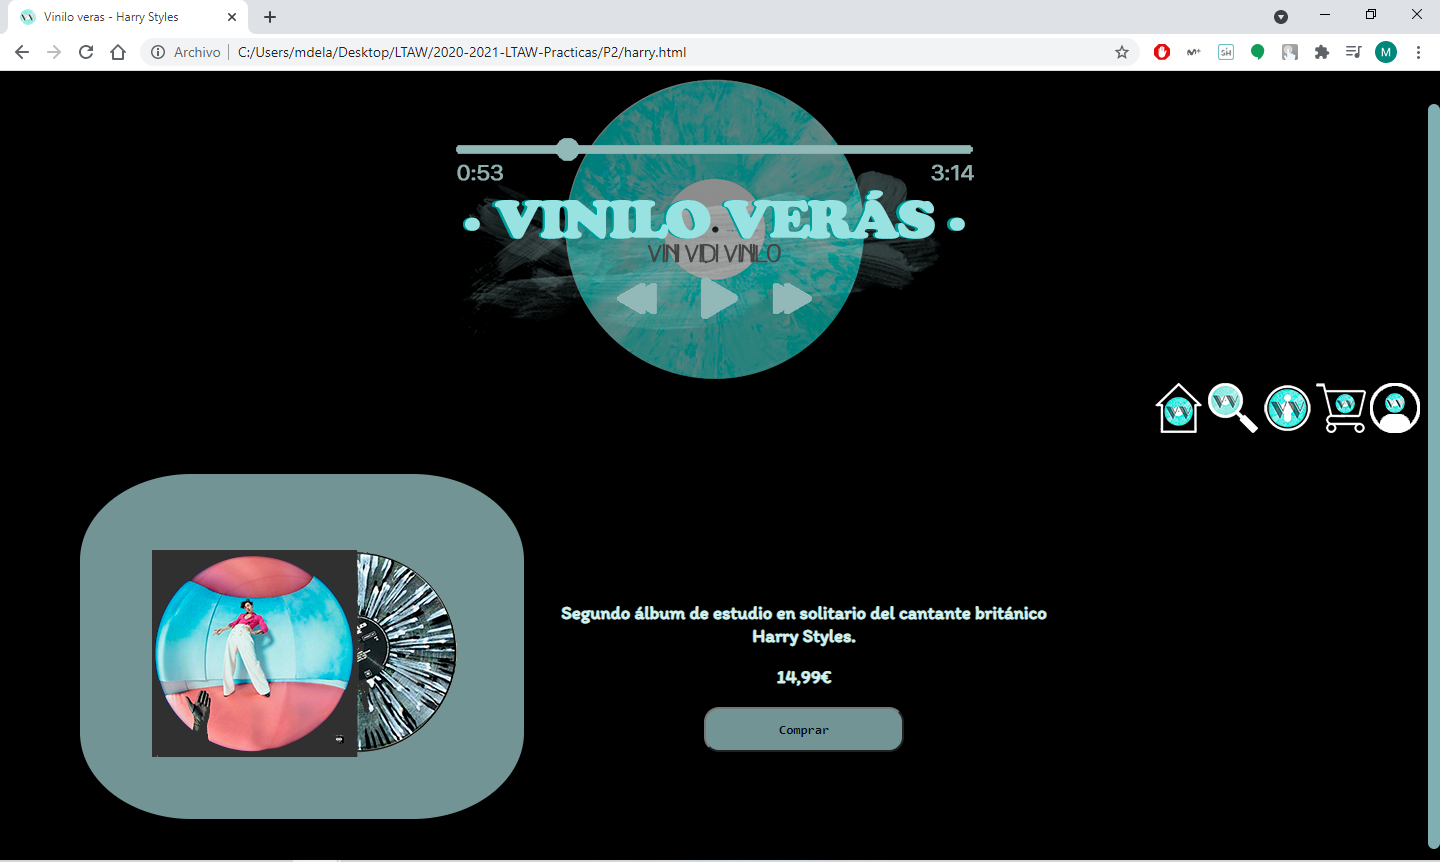 Vinilo veras - Harry Styles
Archivo
C:/Users/mdela/Desktop/LTAW/2020-2021-LTAW-Practicas/P2/harry.html
M
0:53
3:14
• VINILO VERÁS •
VINI VIDI VINILO
Segundo álbum de estudio en solitario del cantante británico
Harry Styles.
14,99€
Comprar